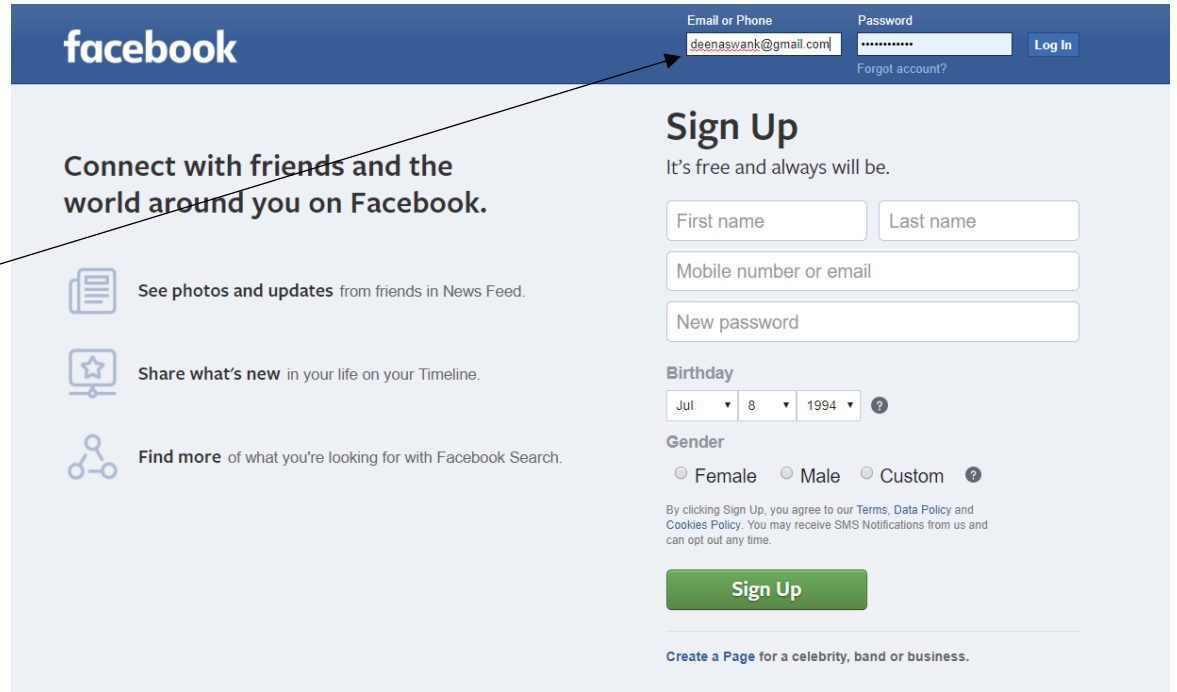 facebook
Email or Phone
Password
deenaswank@gmail.com
••••••••••••
Log In
Forgot account?
Connect with friends and the
world around you on Facebook.
See photos and updates from friends in News Feed.
Share what's new in your life on your Timeline.
Find more of what you're looking for with Facebook Search.
Sign Up
It's free and always will be.
First name
Last name
Mobile number or email
New password
Birthday
Jul
8
1994
?
Gender
Female
Male
Custom
?
By clicking Sign Up, you agree to our Terms, Data Policy and
Cookies Policy. You may receive SMS Notifications from us and
can opt out any time.
Sign Up
Create a Page for a celebrity, band or business.